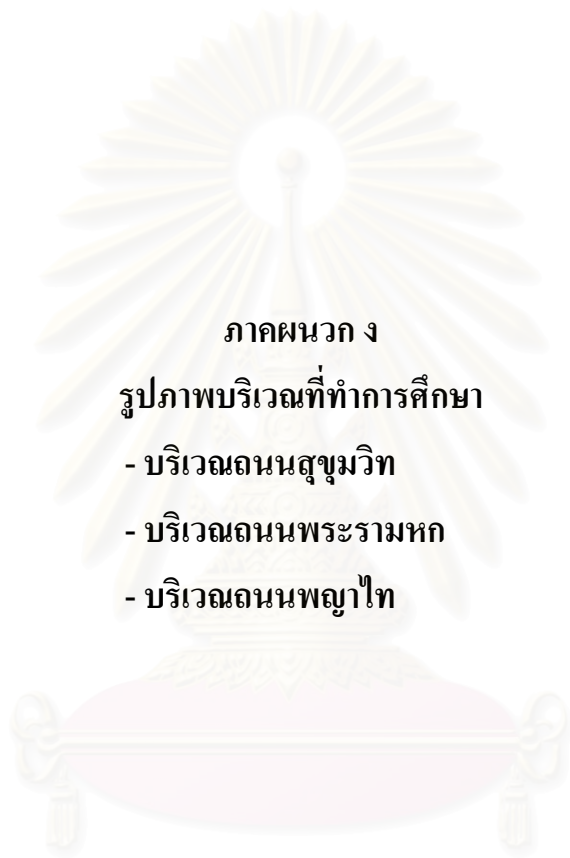 ภาคผนวก ง
รูปภาพบริเวณที่ทำการศึกษา
- บริเวณถนนสุขุมวิท
- บริเวณถนนพระรามหก
- บริเวณถนนพญาไท